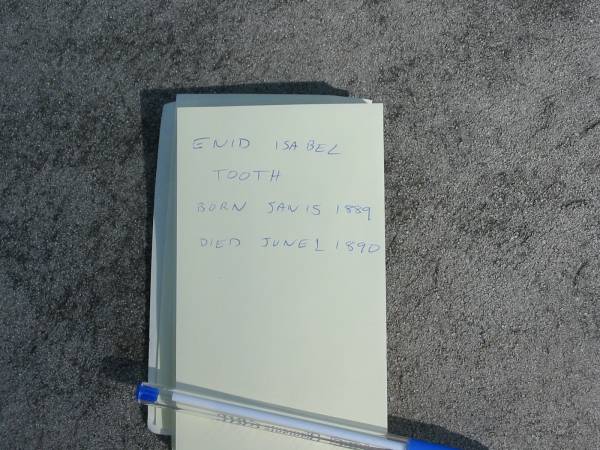 ENID ISABEL
TOOTH
BORN JAN 15 1889
DIED JUNE 1 1890